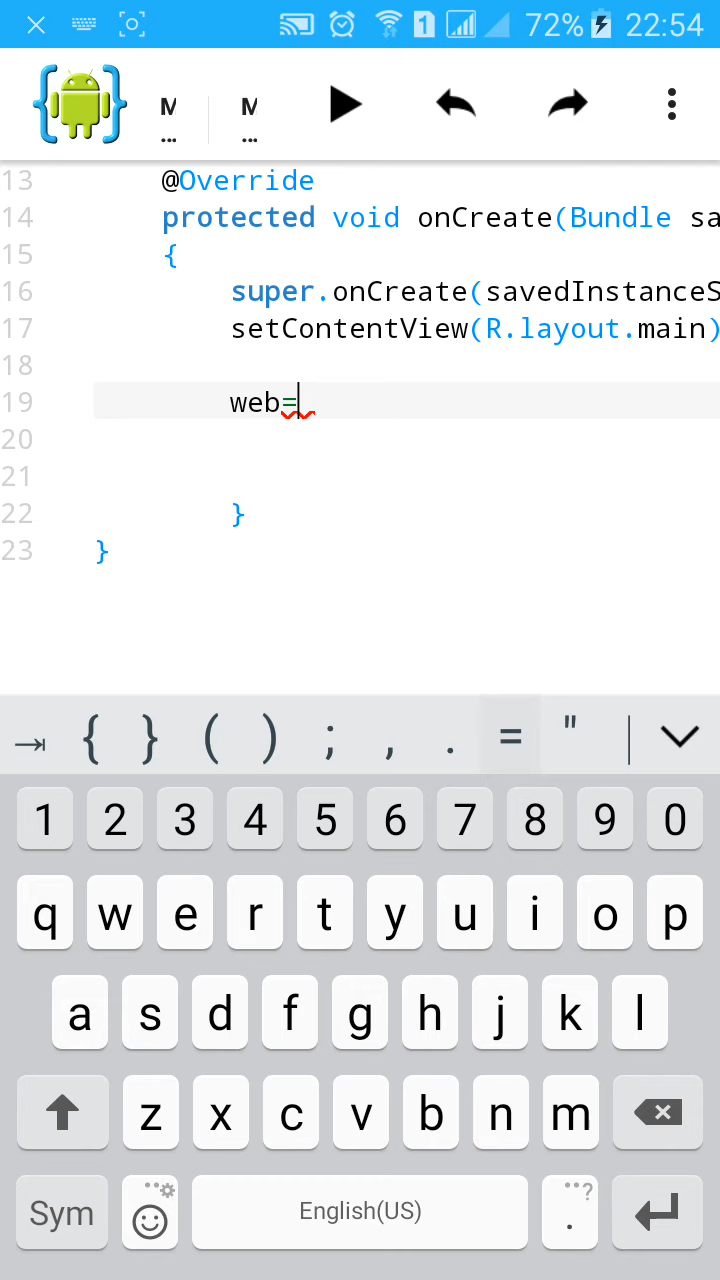 1 72% 22:54
M... M...
13 @Override
14 protected void onCreate(Bundle sa
15 {
16 super.onCreate(savedInstanceS
17 setContentView(R.layout.main)
18
19 web=
20
21
22 }
23 }
{ } ( ) ; , . = " |
1 2 3 4 5 6 7 8 9 0
q w e r t y u i o p
a s d f g h j k l
z x c v b n m
Sym English(US) . ?